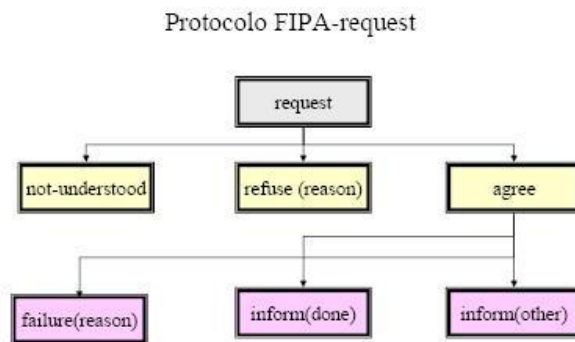 Protocolo FIPA-request
request
not-understood
refuse (reason)
agree
failure(reason)
inform(done)
inform(other)